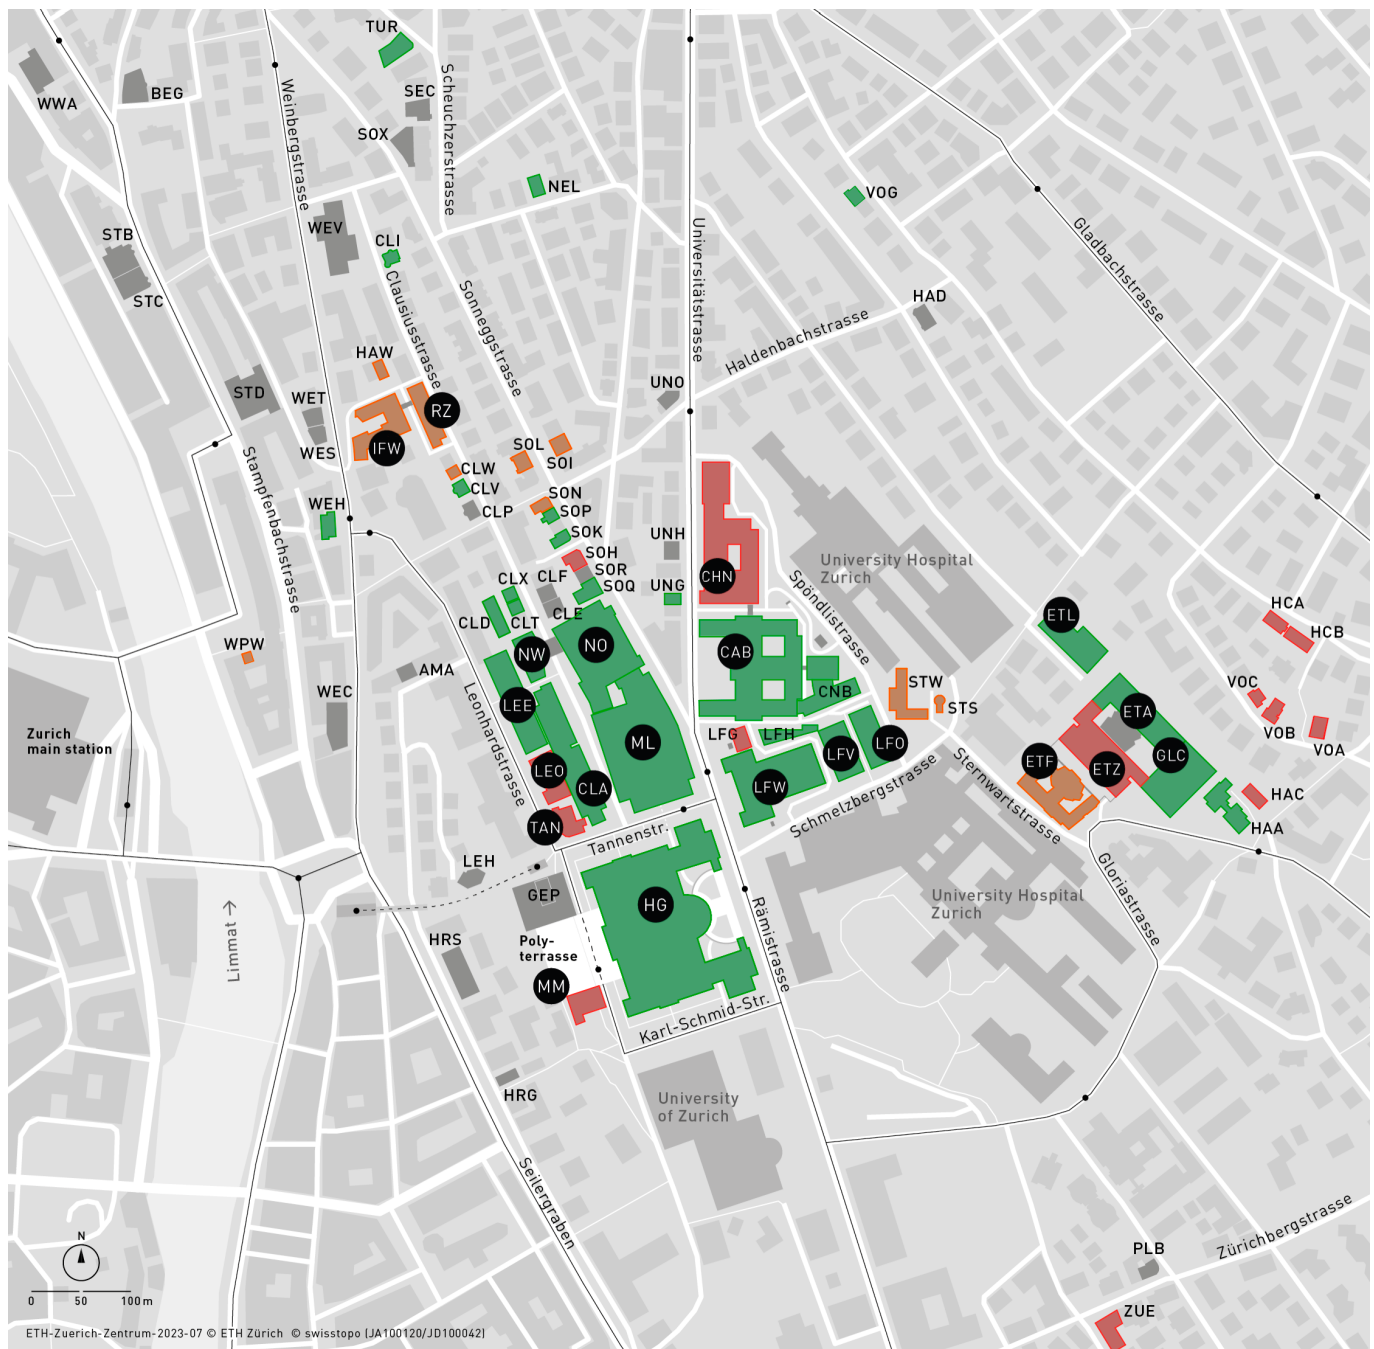 TUR
SEC
BEG
WWA
SOX
Weinbergstrasse
Scheuchzerstrasse
NEL
VOG
STB
WEV
CLI
Universitätstrasse
Gladbachstrasse
STC
Clausiusstrasse
Sonneggstrasse
HAD
Haldenbachstrasse
HAW
STD
WET
RZ
UNO
IFW
WES
SOL
SOI
Stampfenbachstrasse
CLW
CLV
SON
WEH
CLP
SOP
SOK
UNH
SOH
SOR
CHN
University Hospital
Zurich
CLX
CLF
SOQ
UNG
Spöndlistrasse
CLD
CLT
CLE
ETL
HCA
HCB
WPW
NW
NO
CAB
AMA
STW
VOC
WEC
LEE
CNB
STS
ETA
VOB
VOA
Leonhardstrasse
Zurich
main station
ML
LFG
LFH
LFV
LFO
ETF
ETZ
GLC
LEO
CLA
LFW
Sternwartstrasse
HAC
TAN
Tannenstr.
Schmelzbergstrasse
HAA
LEH
GEP
HG
University Hospital
Zurich
Gloriastrasse
Limmat
HRS
Poly-
terrasse
Rämistrasse
MM
Karl-Schmid-Str.
HRG
University
of Zurich
Seilergraben
N
PLB
Zürichbergstrasse
0 50 100 m
ZUE
ETH-Zuerich-Zentrum-2023-07 © ETH Zürich © swisstopo (JA100120/JD100042)